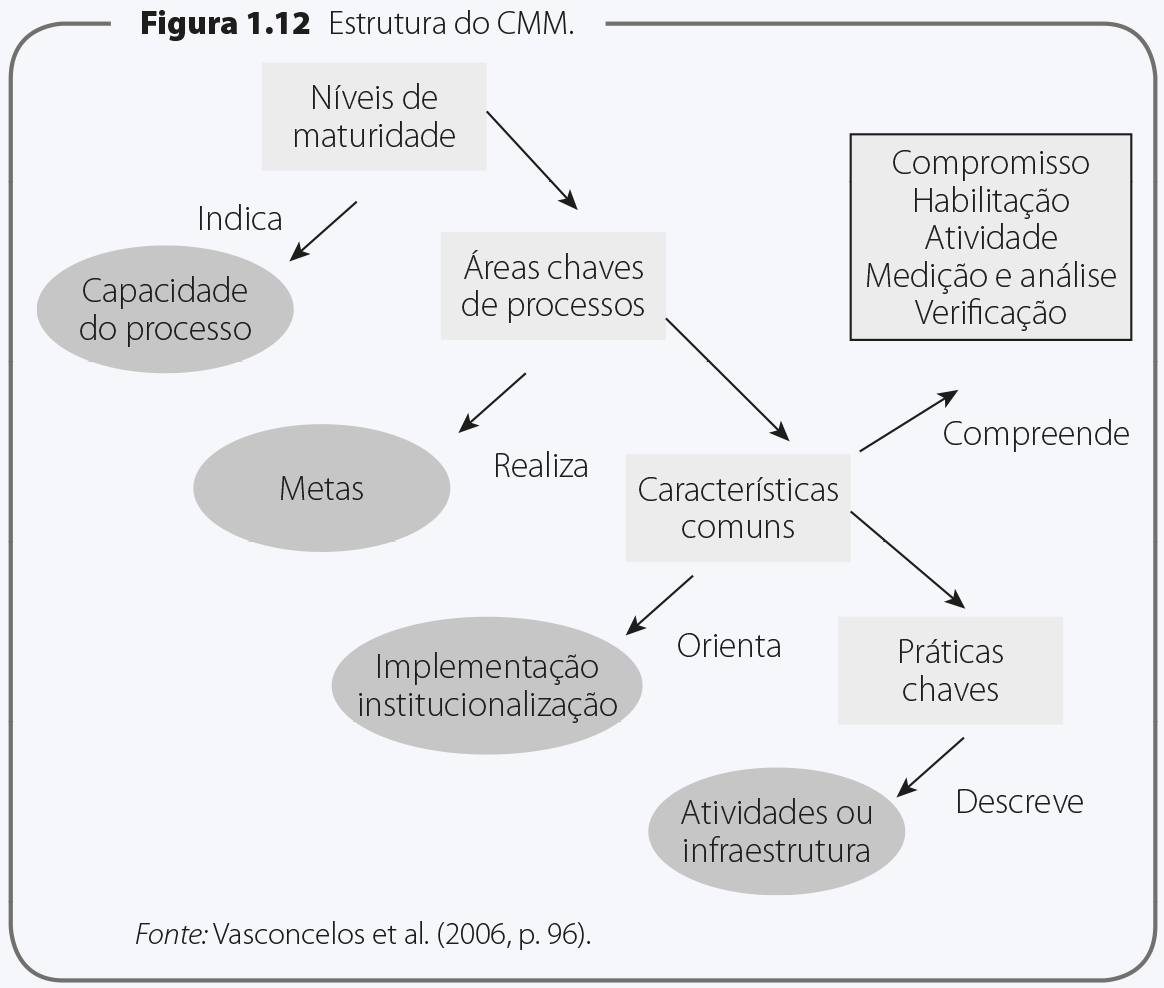 Figura 1.12 Estrutura do CMM.
Níveis de
maturidade
Compromisso
Habilitação
Atividade
Medição e análise
Verificação
Indica
Capacidade
do processo
Áreas chaves
de processos
Compreende
Realiza
Metas
Características
comuns
Orienta
Implementação
institucionalização
Práticas
chaves
Descreve
Atividades ou
infraestrutura
Fonte: Vasconcelos et al. (2006, p. 96).